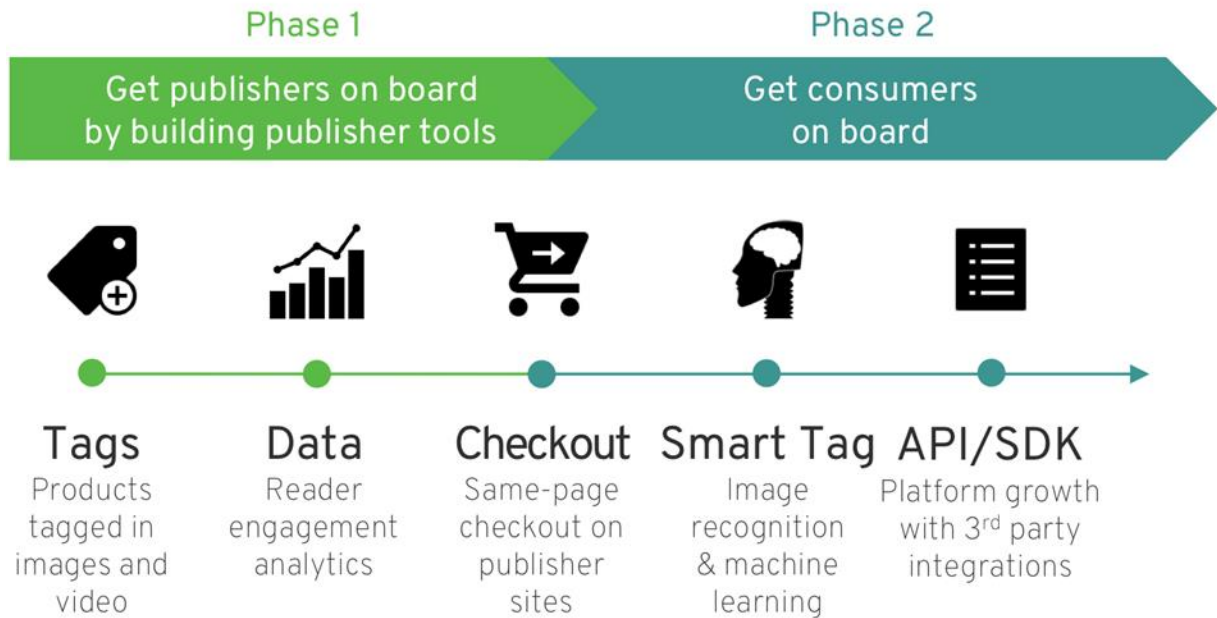 Phase 1
Phase 2
Get publishers on board
by building publisher tools
Get consumers
on board
Tags
Products
tagged in
images and
video
Data
Reader
engagement
analytics
Checkout
Same-page
checkout on
publisher
sites
Smart Tag
Image
recognition
& machine
learning
API/SDK
Platform growth
with 3rd party
integrations